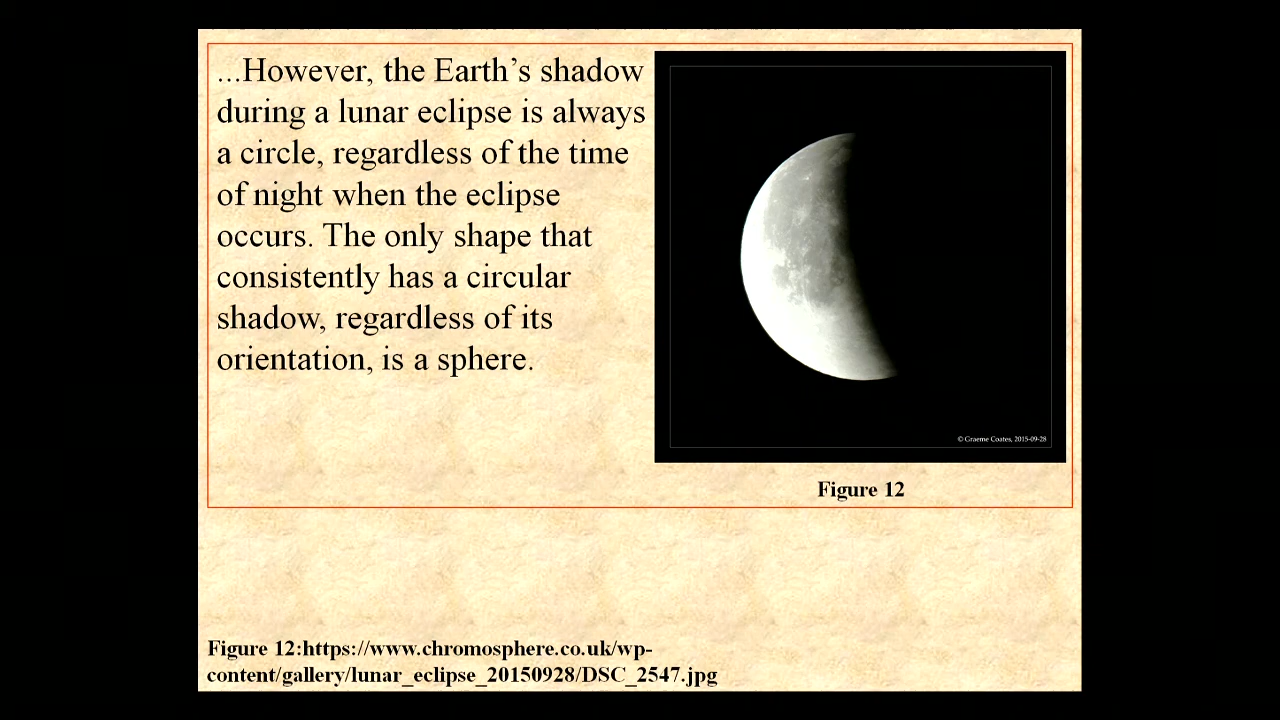 ...However, the Earth’s shadow
during a lunar eclipse is always
a circle, regardless of the time
of night when the eclipse
occurs. The only shape that
consistently has a circular
shadow, regardless of its
orientation, is a sphere.
© Graeme Coates, 2015-09-28
Figure 12
Figure 12:https://www.chromosphere.co.uk/wp-
content/gallery/lunar_eclipse_20150928/DSC_2547.jpg